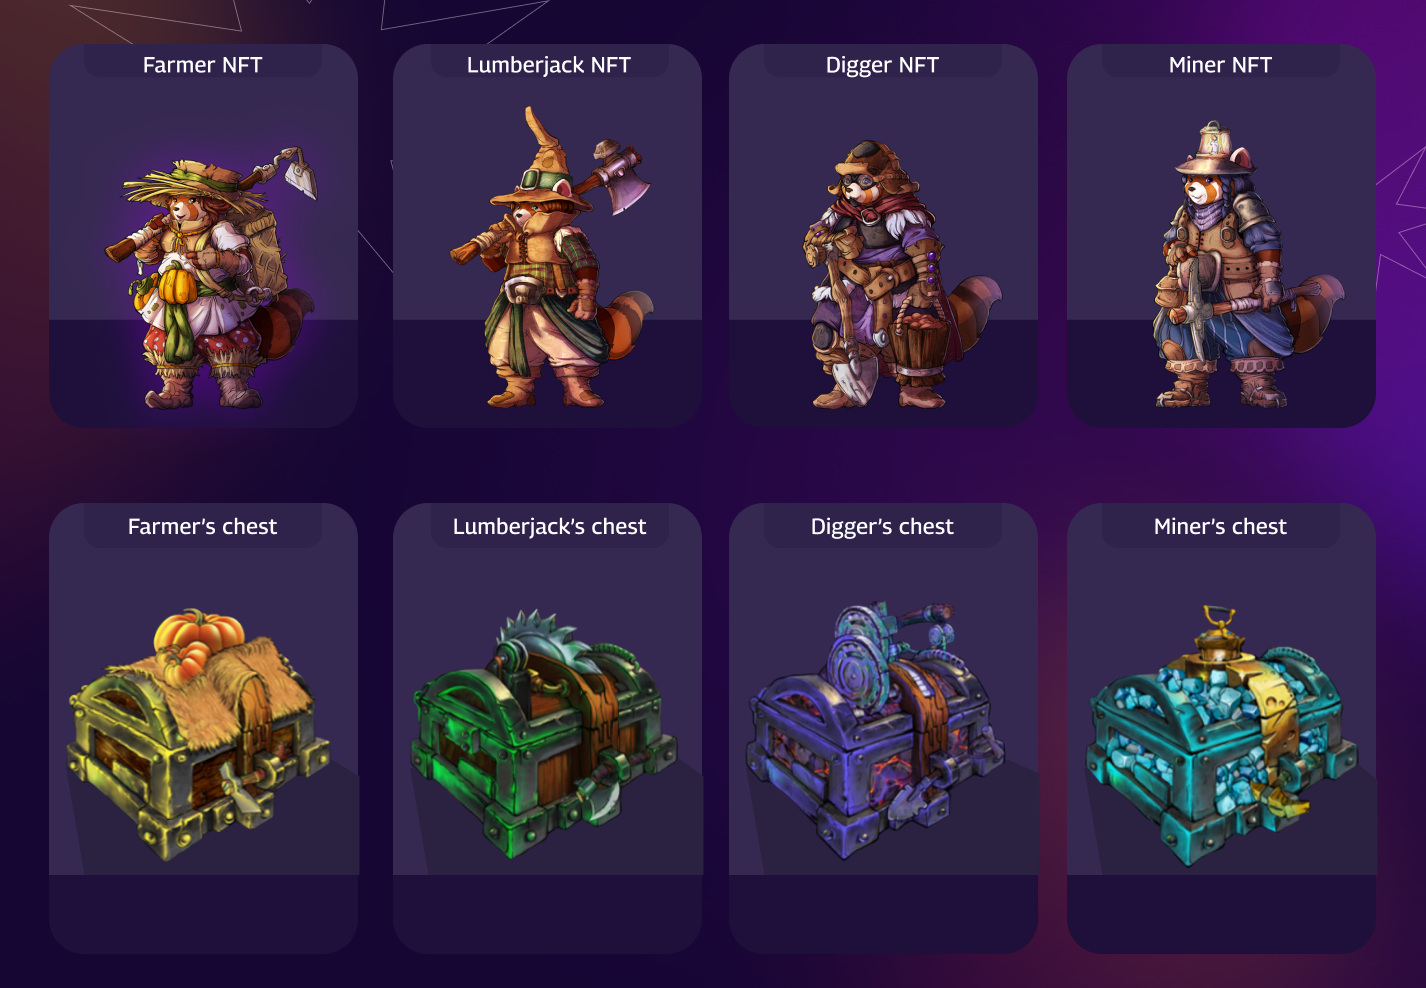 Farmer NFT
Lumberjack NFT
Digger NFT
Miner NFT
Farmer's chest
Lumberjack's chest
Digger's chest
Miner's chest